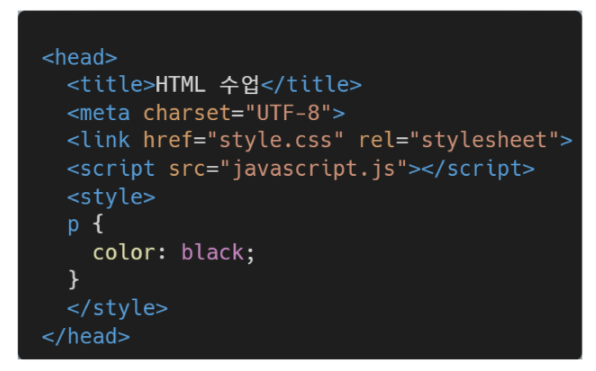 <head>
<title>HTML 수업</title>
<meta charset="UTF-8">
<link href="style.css" rel="stylesheet">
<script src="javascript.js"></script>
<style>
p {
color: black;
}
</style>
</head>